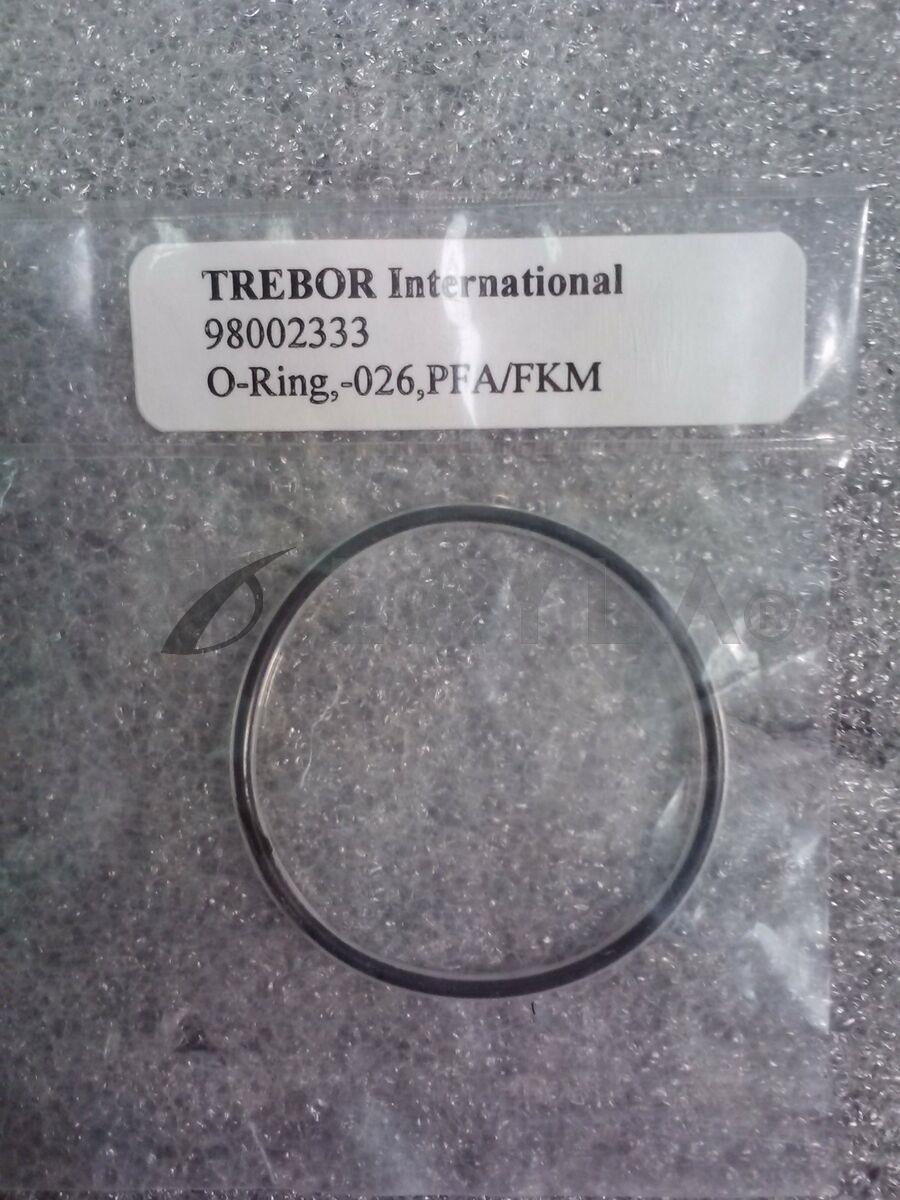 TREBOR International
98002333
O-Ring,-026,PFA/FKM